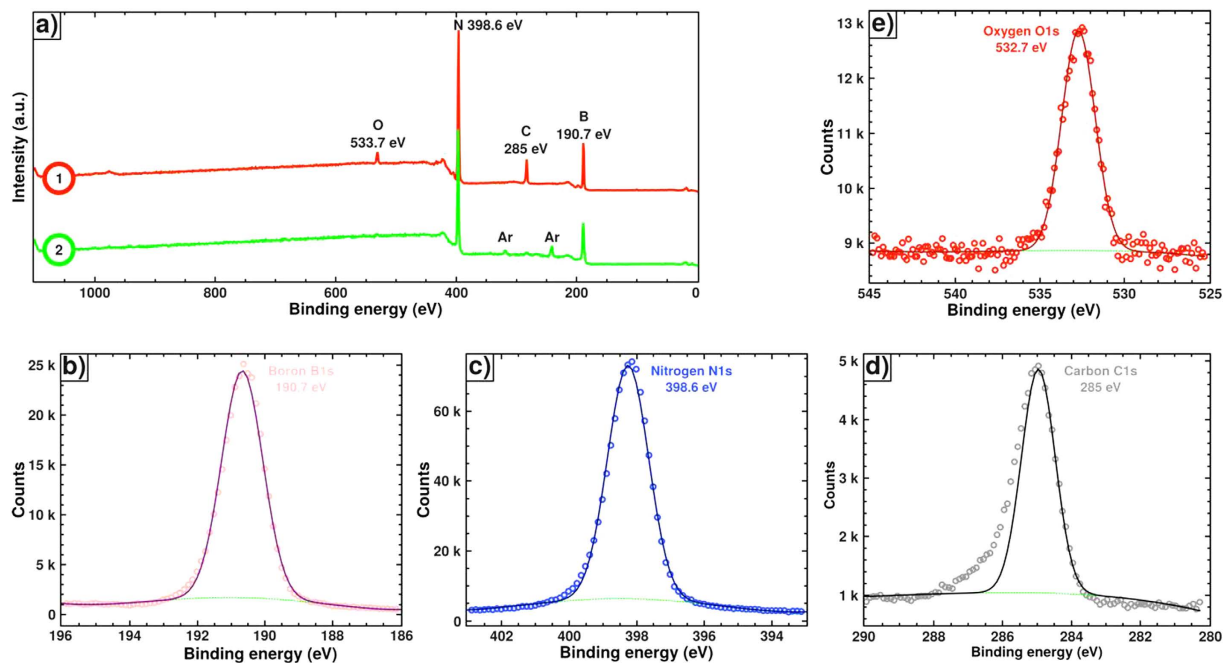 a)
N 398.6 eV
O
533.7 eV
C
285 eV
B
190.7 eV
1
2
Ar
Ar
Intensity (a.u.)
1000
800
600
400
200
0
Binding energy (eV)
e)
Oxygen O1s
532.7 eV
13 k
12 k
11 k
10 k
9 k
Counts
545
540
535
530
525
Binding energy (eV)
b)
Boron B1s
190.7 eV
25 k
20 k
15 k
10 k
5 k
0
Counts
196
194
192
190
188
186
Binding energy (eV)
c)
Nitrogen N1s
398.6 eV
60 k
40 k
20 k
0
Counts
402
400
398
396
394
Binding energy (eV)
d)
Carbon C1s
285 eV
5 k
4 k
3 k
2 k
1 k
Counts
290
288
286
284
282
280
Binding energy (eV)